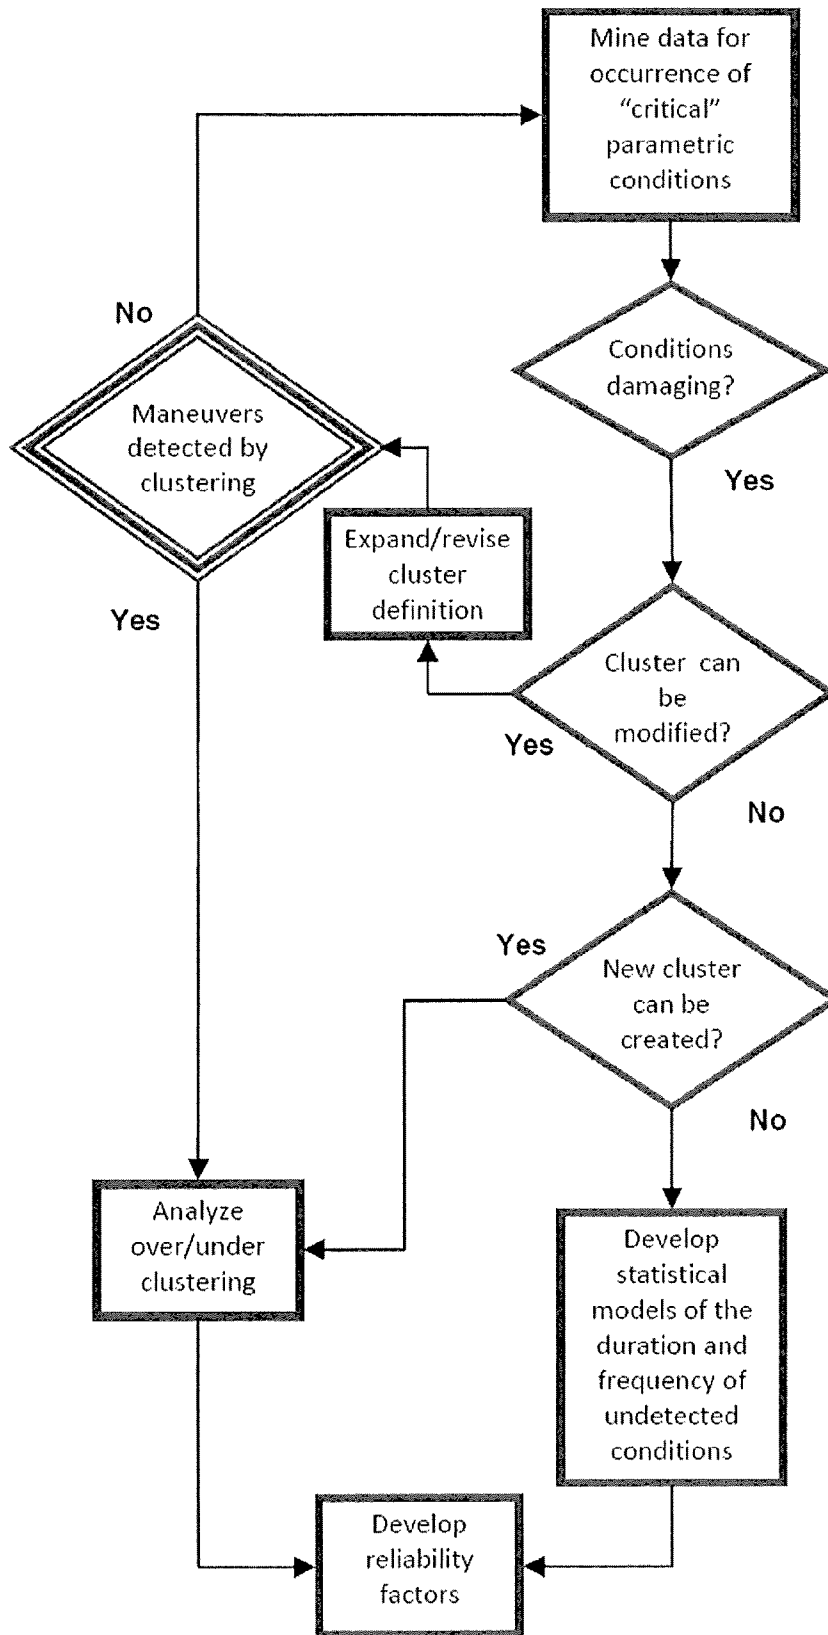 Mine data for
occurrence of
“critical”
parametric
conditions
No
Conditions
damaging?
Maneuvers
detected by
clustering
Yes
Expand/revise
cluster
definition
Yes
Cluster can
be
modified?
Yes
No
Yes
New cluster
can be
created?
No
Analyze
over/under
clustering
Develop
statistical
models of the
duration and
frequency of
undetected
conditions
Develop
reliability
factors